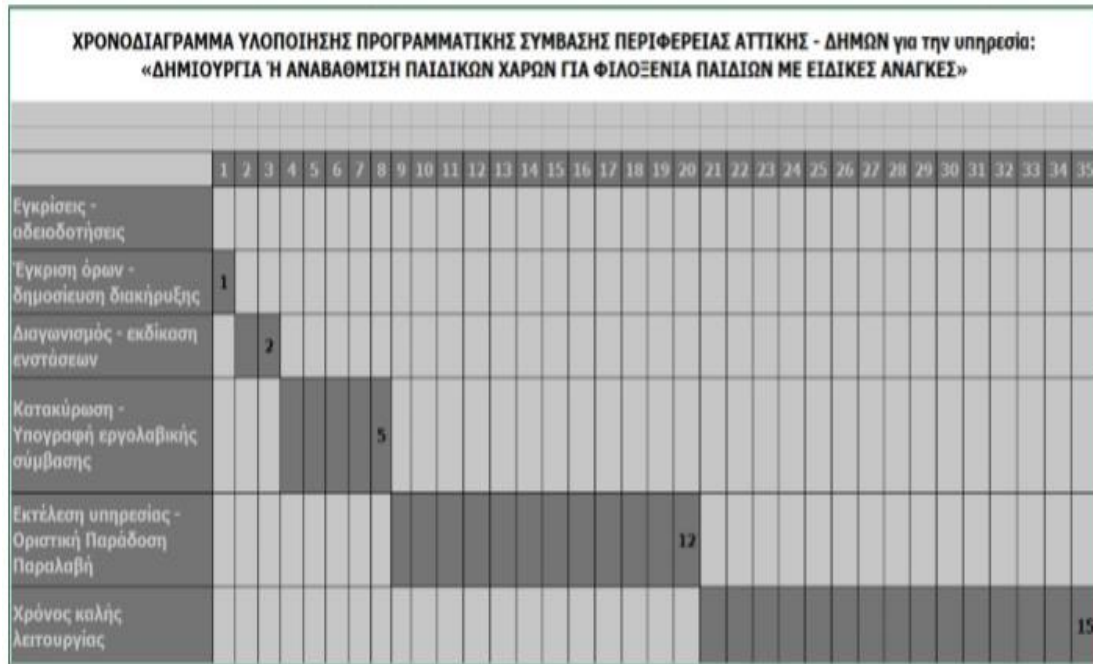 ΧΡΟΝΟΔΙΑΓΡΑΜΜΑ ΥΛΟΠΟΙΗΣΗΣ ΠΡΟΓΡΑΜΜΑΤΙΚΗΣ ΣΥΜΒΑΣΗΣ ΠΕΡΙΦΕΡΕΙΑΣ ΑΤΤΙΚΗΣ - ΔΗΜΩΝ για την υπηρεσία:
«ΔΗΜΙΟΥΡΓΙΑ Ή ΑΝΑΒΑΘΜΙΣΗ ΠΑΙΔΙΚΩΝ ΧΑΡΩΝ ΓΙΑ ΦΙΛΟΞΕΝΙΑ ΠΑΙΔΙΩΝ ΜΕ ΕΙΔΙΚΕΣ ΑΝΑΓΚΕΣ»
1 2 3 4 5 6 7 8 9 10 11 12 13 14 15 16 17 18 19 20 21 22 23 24 25 26 27 28 29 30 31 32 33 34 35
Εγκρίσεις -
αδειοδοτήσεις
Έγκριση όρων -
δημοσίευση διακήρυξης
1
Διαγωνισμός - εκδίκαση
ενστάσεων
2
Κατακύρωση -
Υπογραφή εργολαβικής
σύμβασης
5
Εκτέλεση υπηρεσίας -
Οριστική Παράδοση
Παραλαβή
12
Χρόνος καλής
λειτουργίας
15